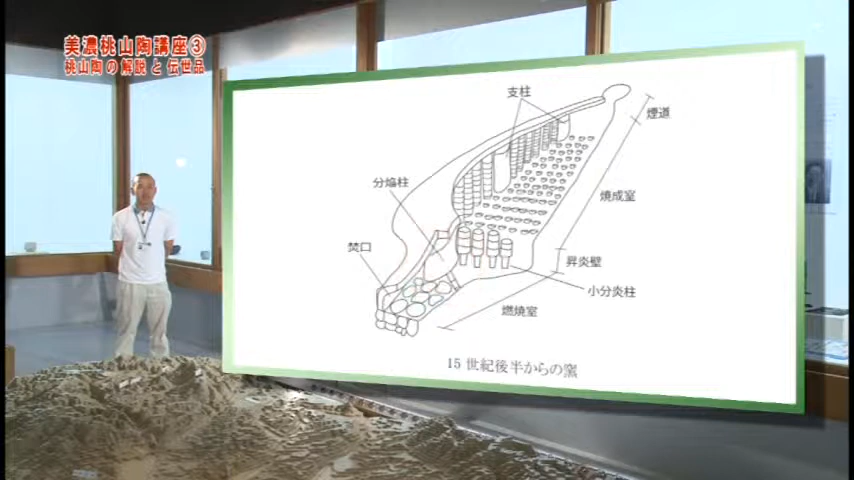 美濃桃山陶講座③
桃山陶の解説と伝世品
支柱
煙道
分焔柱
焼成室
焚口
昇炎壁
小分炎柱
燃焼室
15世紀後半からの窯